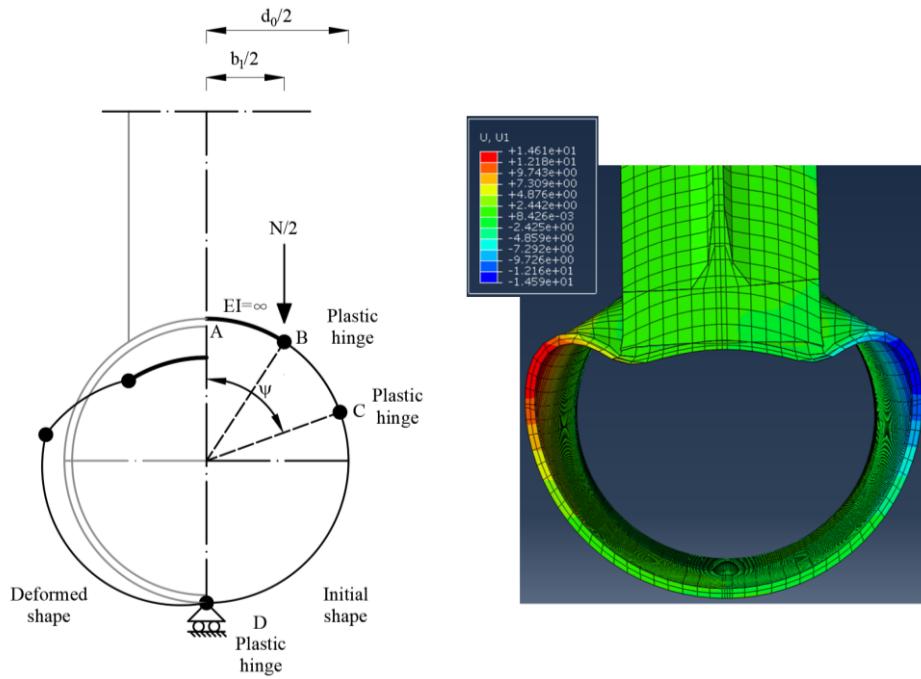 d₀/2
b₁/2
N/2
EI=∞
A
B
Plastic
hinge
ψ
C
Plastic
hinge
Deformed
shape
Initial
shape
D
Plastic
hinge
U, U1
+1.461e+01
+1.218e+01
+9.743e+00
+7.309e+00
+4.876e+00
+2.442e+00
+8.426e-03
-2.425e+00
-4.859e+00
-7.292e+00
-9.726e+00
-1.216e+01
-1.459e+01